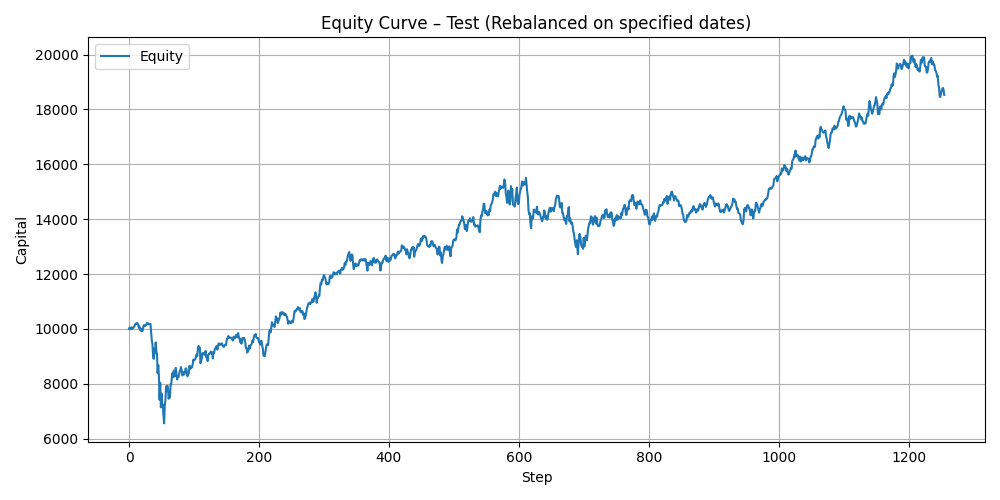 Equity Curve – Test (Rebalanced on specified dates)
Equity
Capital
20000
18000
16000
14000
12000
10000
8000
6000
0 200 400 600 800 1000 1200
Step